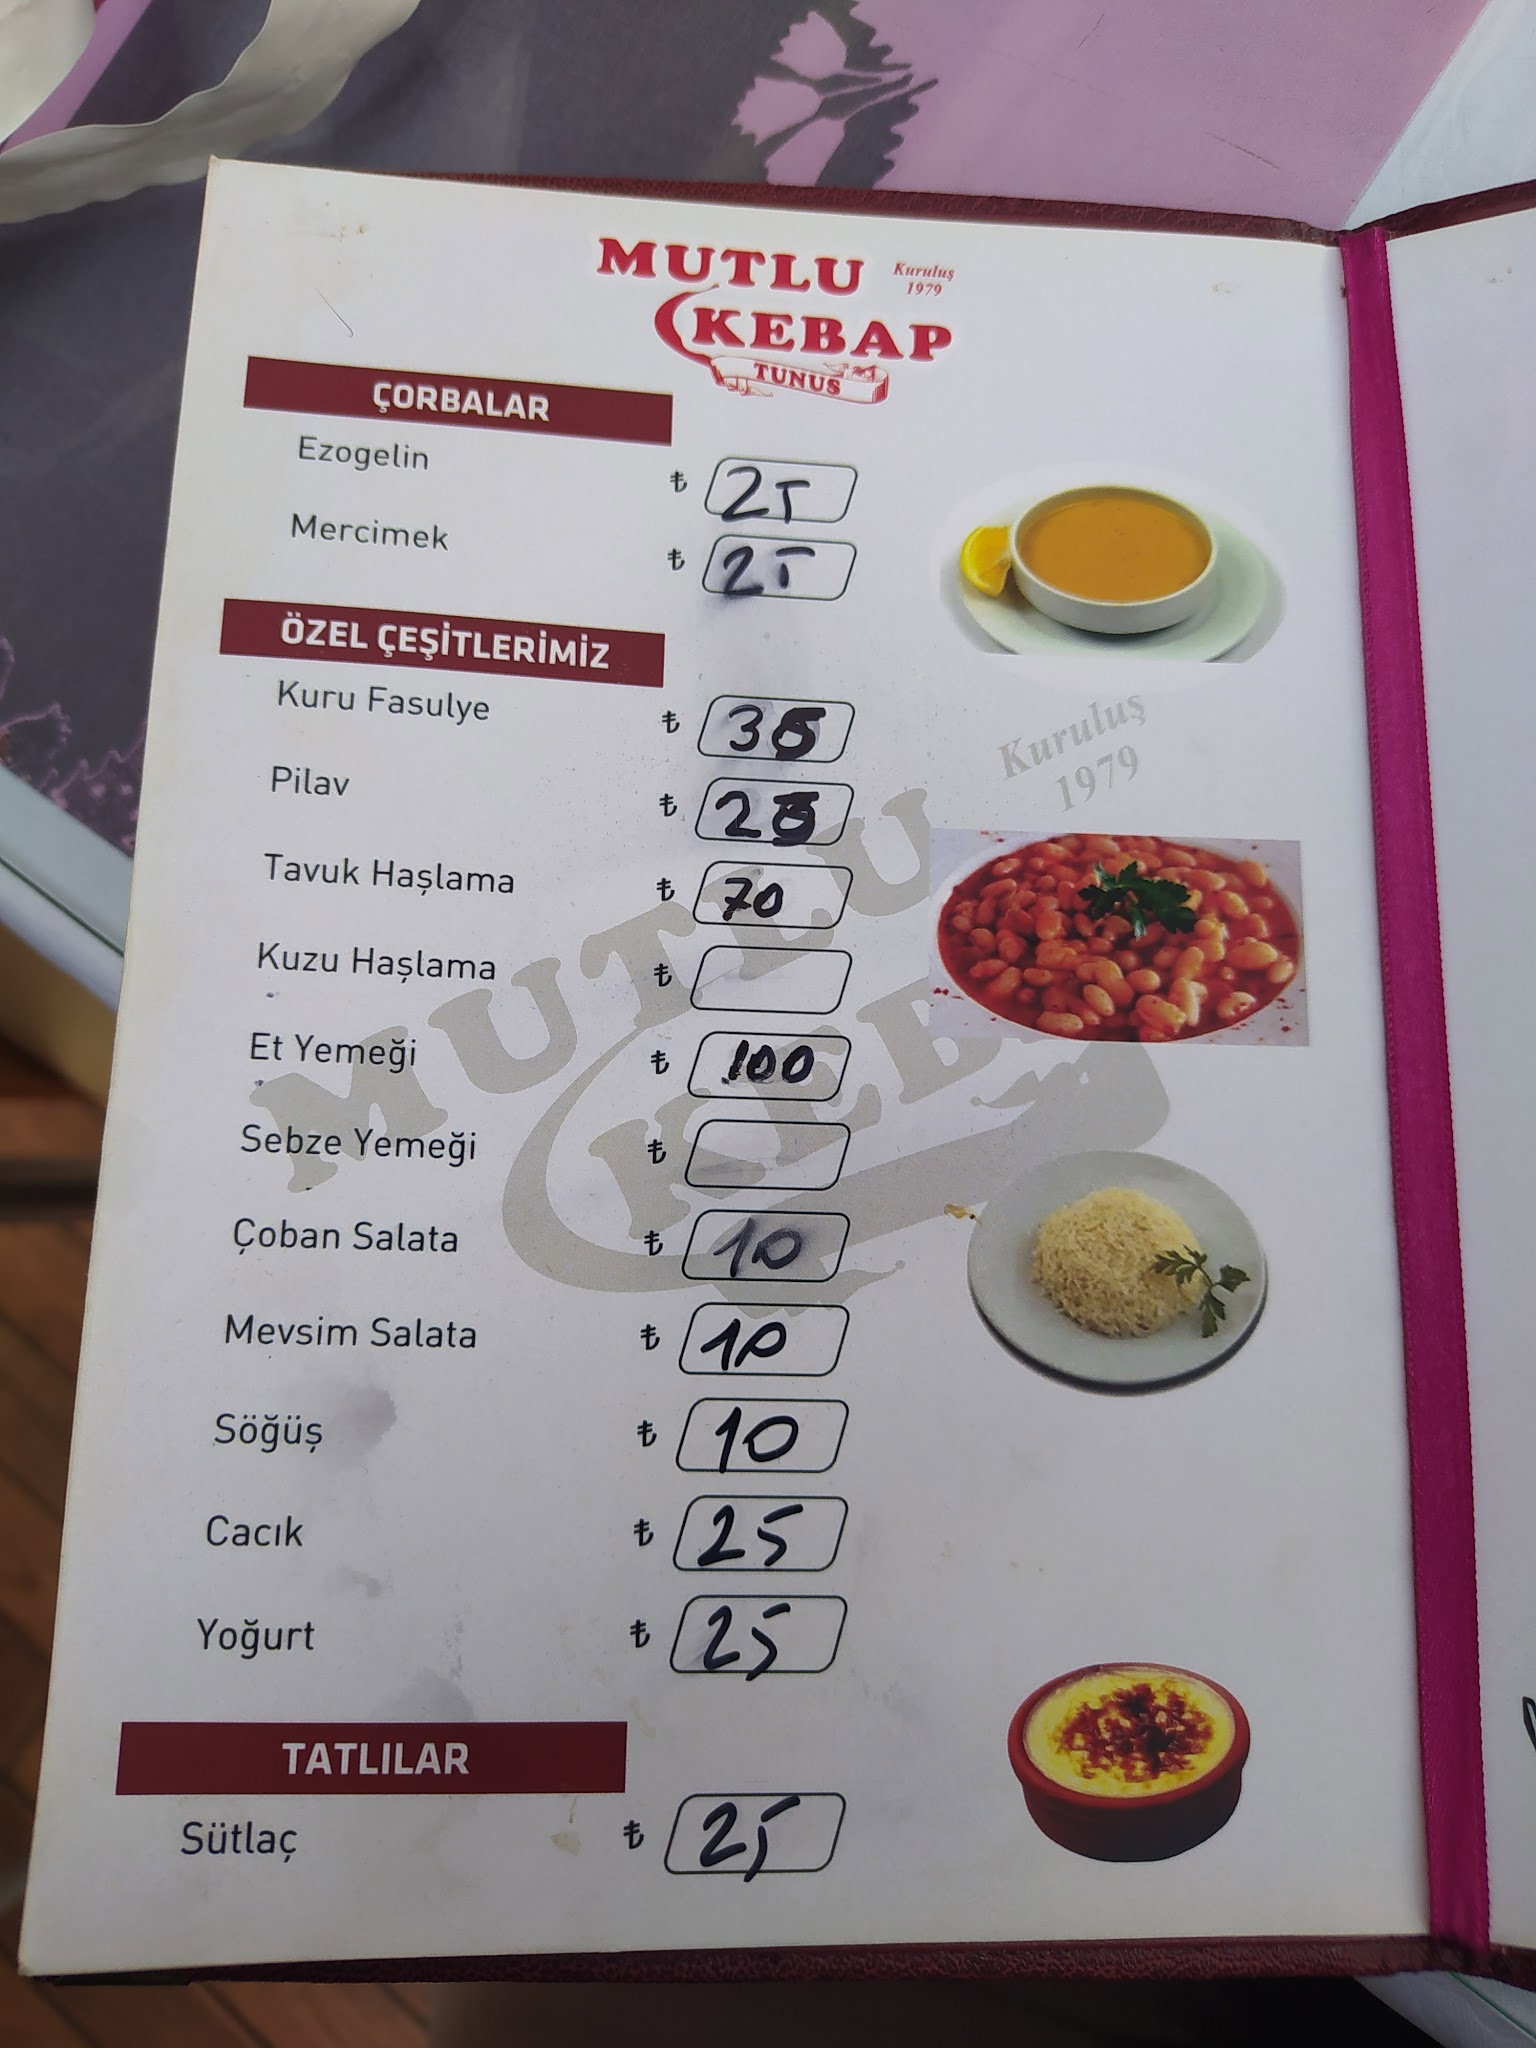 MUTLU Kuruluş
1979
KEBAP
TUNUS
ÇORBALAR
Ezogelin ₺ 25
Mercimek ₺ 25
ÖZEL ÇEŞİTLERİMİZ
Kuru Fasulye ₺ 35
Pilav ₺ 25
Tavuk Haşlama ₺ 70
Kuzu Haşlama ₺
Et Yemeği ₺ 100
Sebze Yemeği ₺
Çoban Salata ₺ 10
Mevsim Salata ₺ 10
Söğüş ₺ 10
Cacık ₺ 25
Yoğurt ₺ 25
TATLILAR
Sütlaç ₺ 25
Kuruluş
1979
MUTLU
KEB